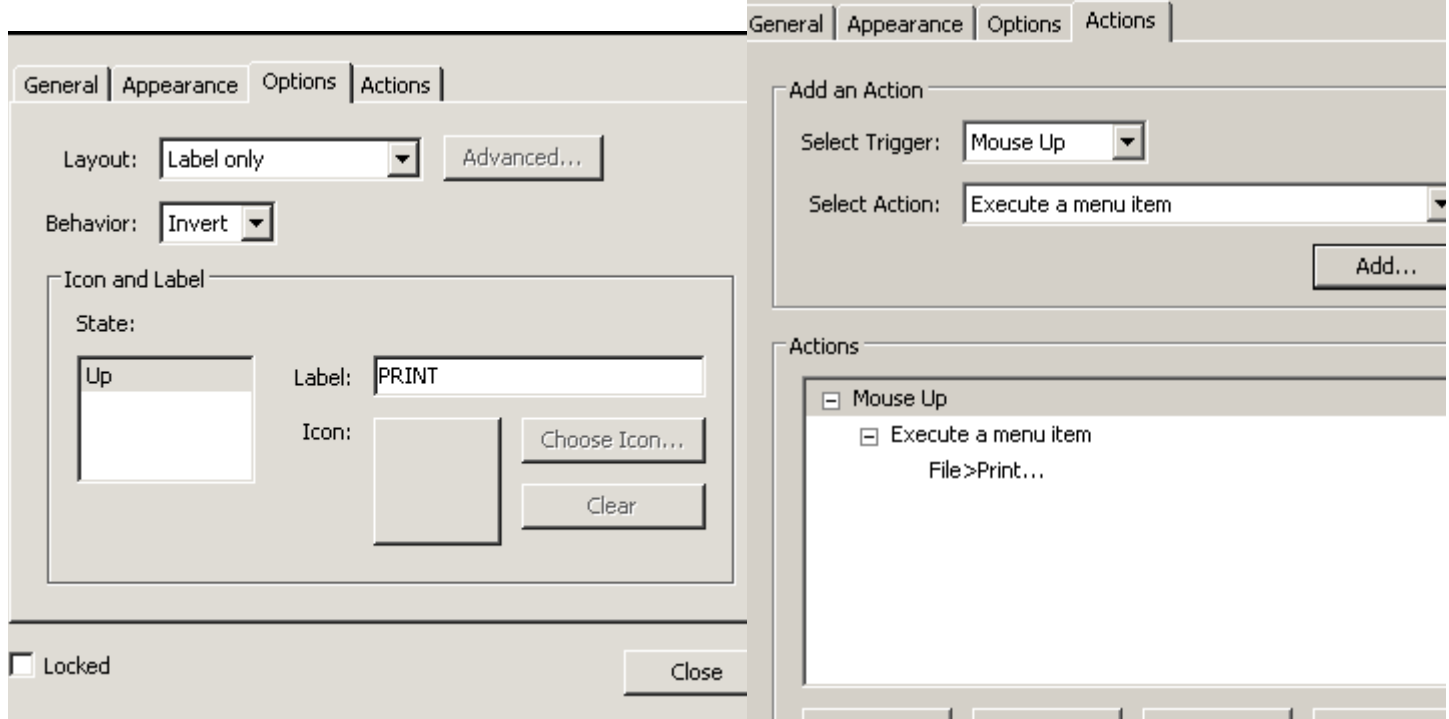 General Appearance Options Actions
Layout: Label only Advanced...
Behavior: Invert
Icon and Label
State:
Up
Label: PRINT
Icon: Choose Icon...
Clear
Locked
Close
General Appearance Options Actions
Add an Action
Select Trigger: Mouse Up
Select Action: Execute a menu item
Add...
Actions
Mouse Up
Execute a menu item
File>Print...